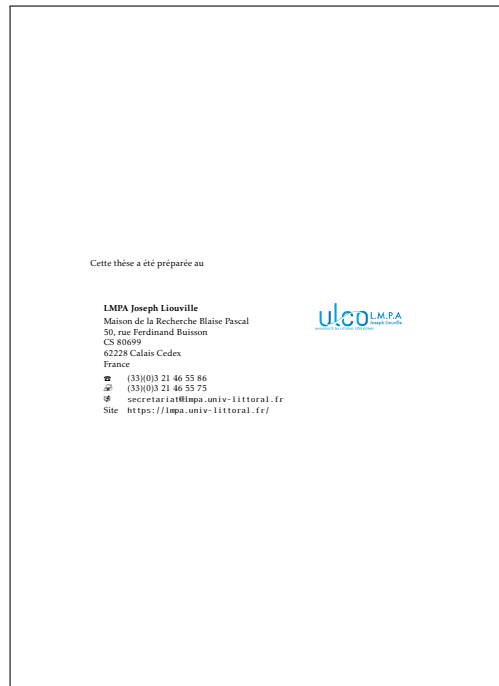 Cette thèse a été préparée au
LMPA Joseph Liouville
Maison de la Recherche Blaise Pascal
50, rue Ferdinand Buisson
CS 80699
62228 Calais Cedex
France
☎ (33)(0)3 21 46 55 86
(33)(0)3 21 46 55 75
secretariat@lmpa.univ-littoral.fr
Site https://lmpa.univ-littoral.fr/
ulco L.M.P.A
Joseph Liouville